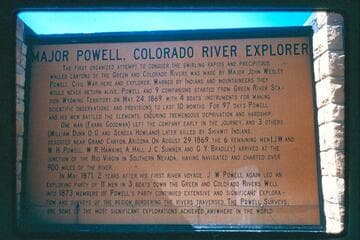 MAJOR POWELL, COLORADO RIVER EXPLORER
THE FIRST ORGANIZED ATTEMPT TO CONQUER THE SWIRLING RAPIDS AND PRECIPITOUS
WALLED CANYONS OF THE GREEN AND COLORADO RIVERS WAS MADE BY MAJOR JOHN WESLEY
POWELL, CIVIL WAR HERO AND EXPLORER. WARNED BY INDIANS AND MOUNTAINEERS THEY
WOULD NEVER RETURN ALIVE, POWELL AND 9 COMPANIONS STARTED FROM GREEN RIVER STA-
TION WYOMING TERRITORY ON MAY 24, 1869 WITH 4 BOATS INSTRUMENTS FOR MAKING
SCIENTIFIC OBSERVATIONS AND PROVISIONS TO LAST 10 MONTHS. FOR 97 DAYS POWELL
AND HIS MEN BATTLED THE ELEMENTS, ENDURING TREMENDOUS DEPRIVATION AND HARDSHIP.
ONE MAN (FRANK GOODMAN) LEFT THE COMPANY EARLY IN THE JOURNEY, AND 3 OTHERS
(WILLIAM DUNN O.G. AND SENECA HOWLAND) LATER KILLED BY SHAWIT INDIANS,
DESERTED NEAR GRAND CANYON, ARIZONA. ON AUGUST 29 1869 THE 6 REMAINING MEN (J.W. AND
W. H. POWELL, W. R. HAWKINS A. HALL, J. C. SUMNER AND G. Y. BRADLEY) ARRIVED AT THE
JUNCTION OF THE RIO VIRGIN IN SOUTHERN NEVADA, HAVING NAVIGATED AND CHARTED OVER
900 MILES OF THE RIVER.
IN MAY 1871, 2 YEARS AFTER HIS FIRST RIVER VOYAGE, J. W. POWELL AGAIN LED AN
EXPLORING PARTY OF 11 MEN IN 3 BOATS DOWN THE GREEN AND COLORADO RIVERS. WELL
INTO 1873 MEMBERS OF POWELL'S PARTY CONTINUED EXTENSIVE AND SIGNIFICANT EXPLORA-
TION AND SURVEYS OF THE REGION BORDERING THE RIVERS TRAVERSED. THE POWELL SURVEYS
ARE SOME OF THE MOST SIGNIFICANT EXPLORATIONS ACHIEVED ANYWHERE IN THE WORLD.